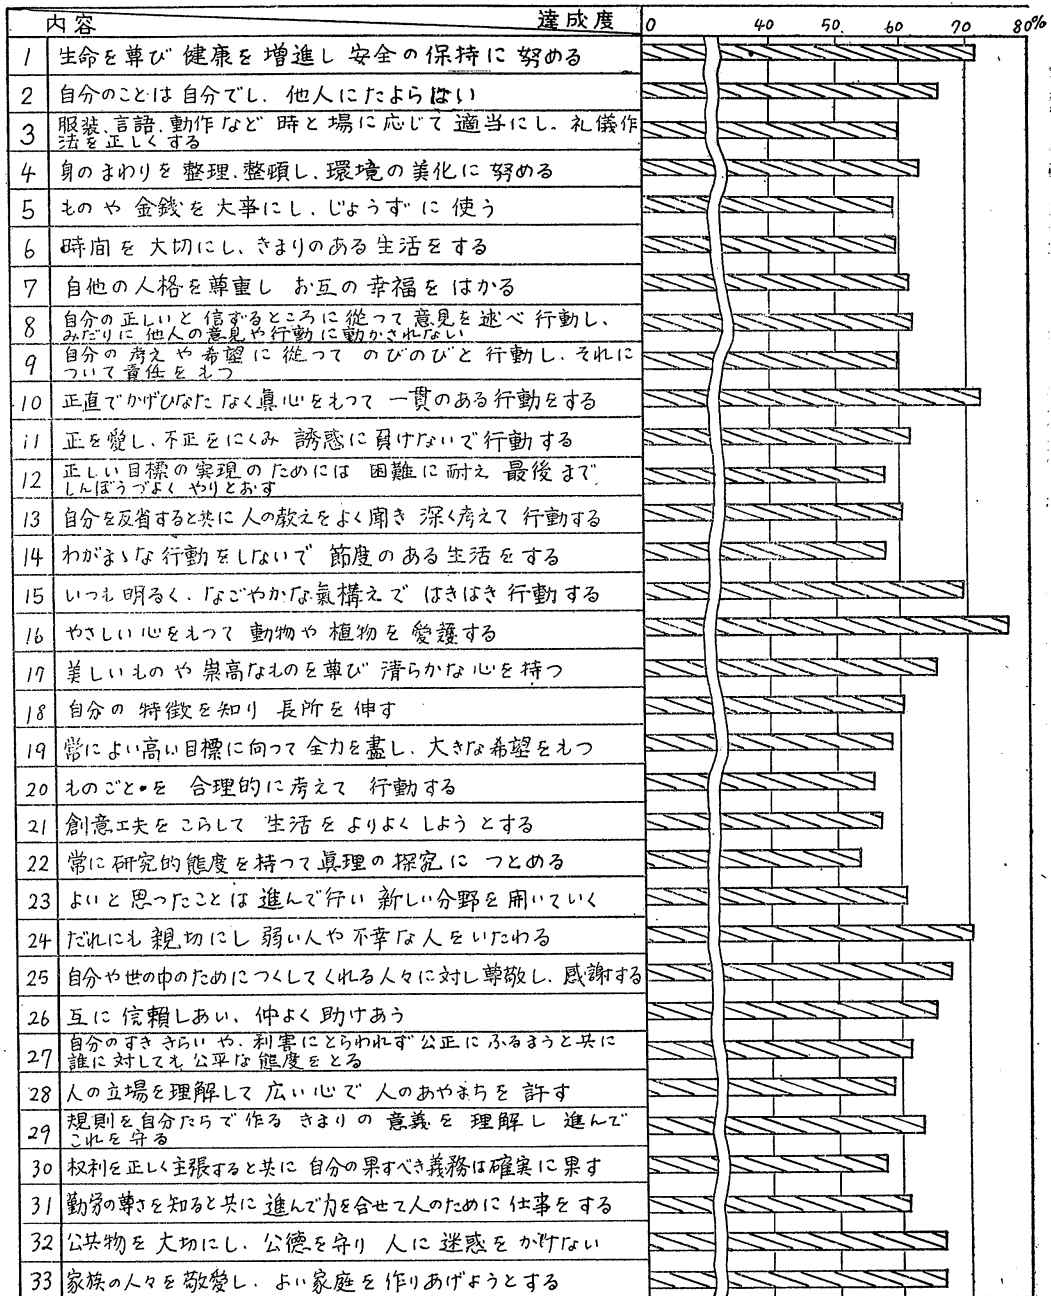 内容 達成度 0 40 50 60 70 80%
1 生命を尊び 健康を増進し 安全の保持に 努める
2 自分のことは自分でし、他人にたよらない
3 服装、言語、動作など 時と場に応じて 適当にし、礼儀作
法を正しくする
4 身のまわりを 整理、整頓し、環境の美化に 努める
5 ものや 金銭を 大事にし、じょうずに 使う
6 時間を 大切にし、きまりのある生活をする
7 自他の人格を尊重し お互の幸福を はかる
8 自分の正しいと信ずるところに従つて意見を述べ行動し、
みだりに他人の意見や行動に動かされない
9 自分の考えや希望に従つて のびのびと行動し、それに
ついて責任をもつ
10 正直でかげひなたなく眞心をもつて 一貫のある行動をする
11 正を愛し、不正をにくみ 誘惑に負けないで行動する
12 正しい目標の実現のためには 困難に耐え 最後まで
しんぼうづよく やりとおす
13 自分を反省すると共に人の教えをよく聞き 深く考えて 行動する
14 わがまゝな行動をしないで 節度のある生活をする
15 いつも明るく、なごやかな氣構えで はきはき行動する
16 やさしい心をもつて 動物や植物を 愛護する
17 美しいものや崇高なものを尊び 清らかな心を持つ
18 自分の 特徴を知り 長所を伸す
19 常によい高い目標に向つて全力を盡し、大きな希望をもつ
20 ものごとを 合理的に考えて 行動する
21 創意工夫をこらして 生活をよりよくしようとする
22 常に研究的態度を持つて眞理の探究に つとめる
23 よいと思つたことは進んで行い 新しい分野を開いていく
24 だれにも親切にし 弱い人や不幸な人をいたわる
25 自分や世の中のためにつくしてくれる人々に対し尊敬し、感謝する
26 互に信頼しあい、仲よく助けあう
27 自分のすききらいや、利害にとらわれず公正にふるまうと共に
誰に対しても公平な態度をとる
28 人の立場を理解して 広い心で 人のあやまちを 許す
29 規則を自分たちで作る きまりの意義を 理解し 進んで
これを守る
30 权利を正しく主張すると共に 自分の果すべき義務は確実に果す
31 勤労の尊さを知ると共に 進んで力を合せて人のために仕事をする
32 公共物を大切にし、公德を守り 人に迷惑をかけない
33 家族の人々を敬愛し、よい家庭を作りあげようとする